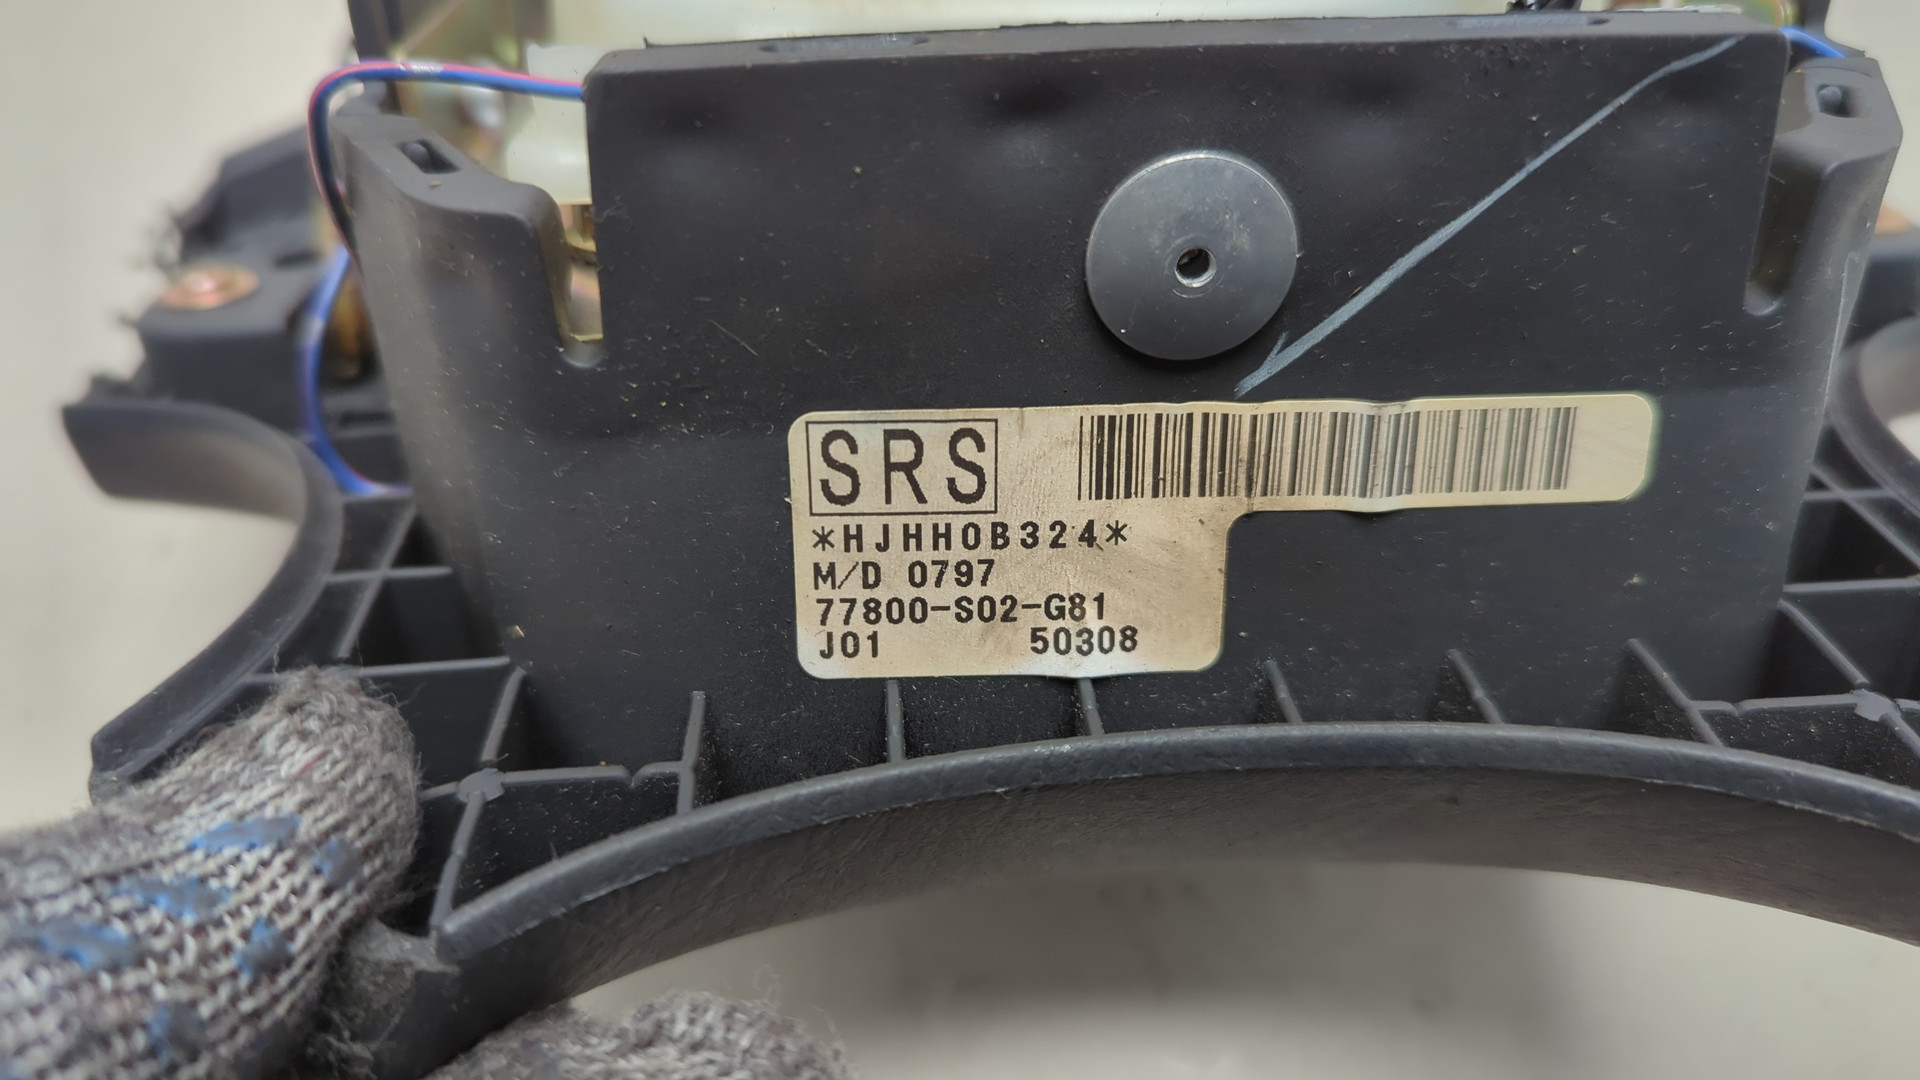 SRS
*HJHH0B324*
M/D 0797
77800-S02-G81
J01 50308